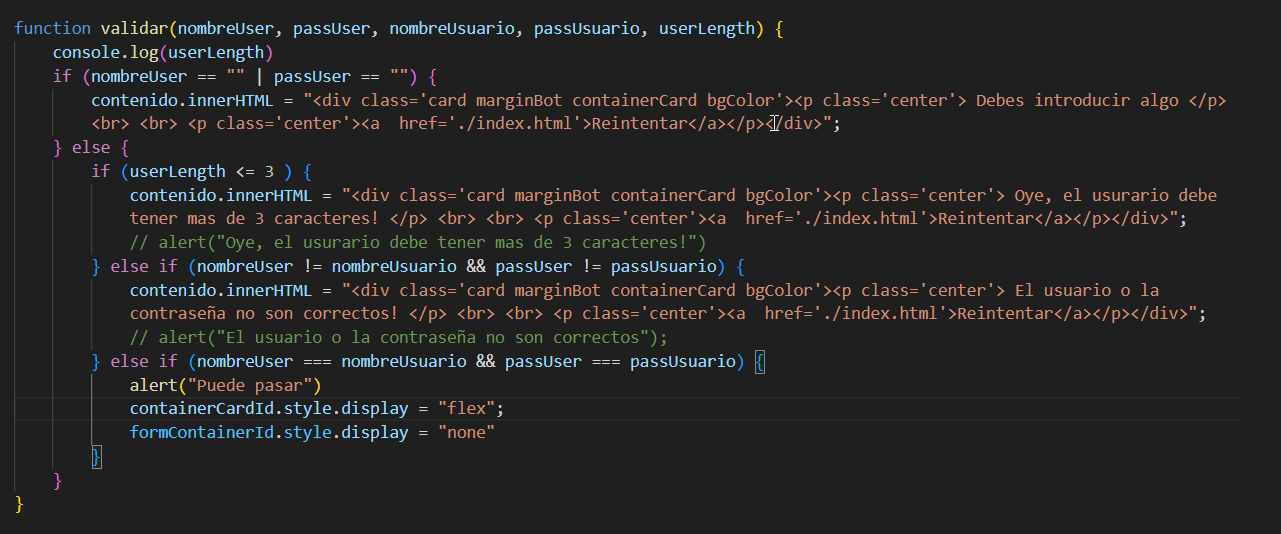 function validar(nombreUser, passUser, nombreUsuario, passUsuario, userLength) {
console.log(userLength)
if (nombreUser == "" | passUser == "") {
contenido.innerHTML = "<div class='card marginBot containerCard bgColor'><p class='center'> Debes introducir algo </p>
<br> <br> <p class='center'><a  href='./index.html'>Reintentar</a></p></div>";
} else {
if (userLength <= 3 ) {
contenido.innerHTML = "<div class='card marginBot containerCard bgColor'><p class='center'> Oye, el usurario debe
tener mas de 3 caracteres! </p> <br> <br> <p class='center'><a  href='./index.html'>Reintentar</a></p></div>";
// alert("Oye, el usurario debe tener mas de 3 caracteres!")
} else if (nombreUser != nombreUsuario && passUser != passUsuario) {
contenido.innerHTML = "<div class='card marginBot containerCard bgColor'><p class='center'> El usuario o la
contraseña no son correctos! </p> <br> <br> <p class='center'><a  href='./index.html'>Reintentar</a></p></div>";
// alert("El usuario o la contraseña no son correctos");
} else if (nombreUser === nombreUsuario && passUser === passUsuario) {
alert("Puede pasar")
containerCardId.style.display = "flex";
formContainerId.style.display = "none"
}
}
}